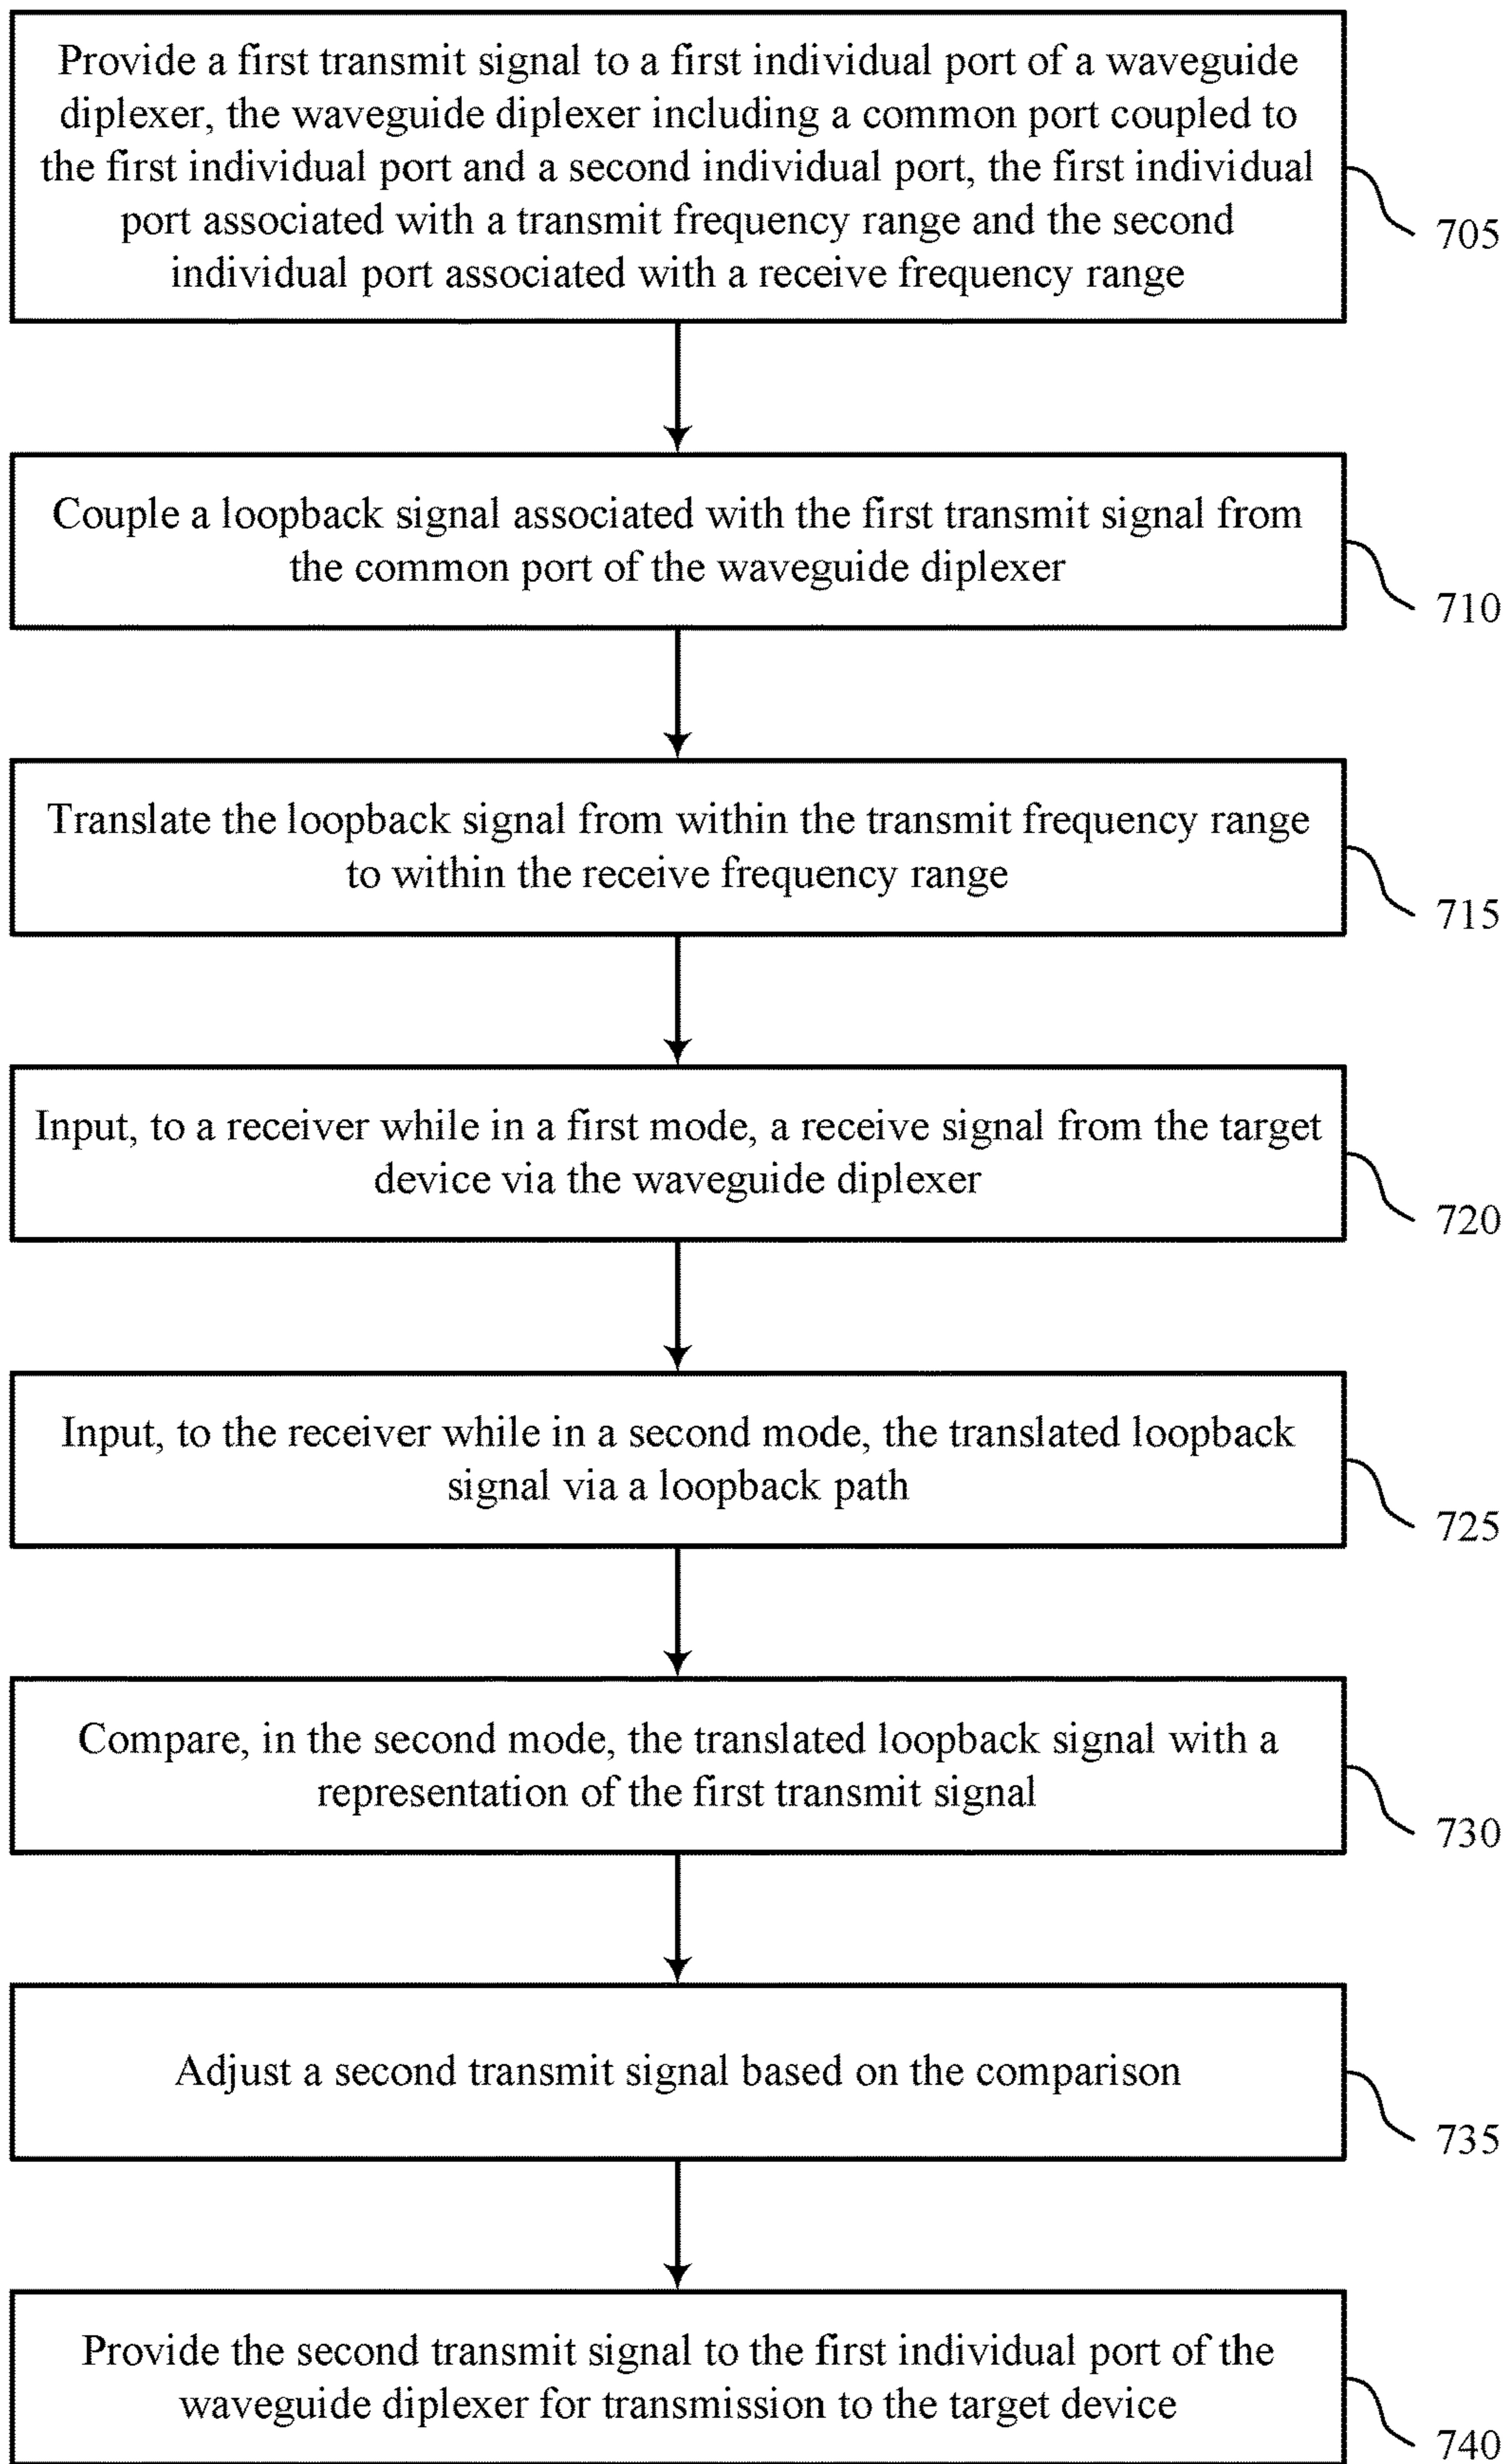 Provide a first transmit signal to a first individual port of a waveguide
diplexer, the waveguide diplexer including a common port coupled to
the first individual port and a second individual port, the first individual
port associated with a transmit frequency range and the second
individual port associated with a receive frequency range
705
Couple a loopback signal associated with the first transmit signal from
the common port of the waveguide diplexer
710
Translate the loopback signal from within the transmit frequency range
to within the receive frequency range
715
Input, to a receiver while in a first mode, a receive signal from the target
device via the waveguide diplexer
720
Input, to the receiver while in a second mode, the translated loopback
signal via a loopback path
725
Compare, in the second mode, the translated loopback signal with a
representation of the first transmit signal
730
Adjust a second transmit signal based on the comparison
735
Provide the second transmit signal to the first individual port of the
waveguide diplexer for transmission to the target device
740